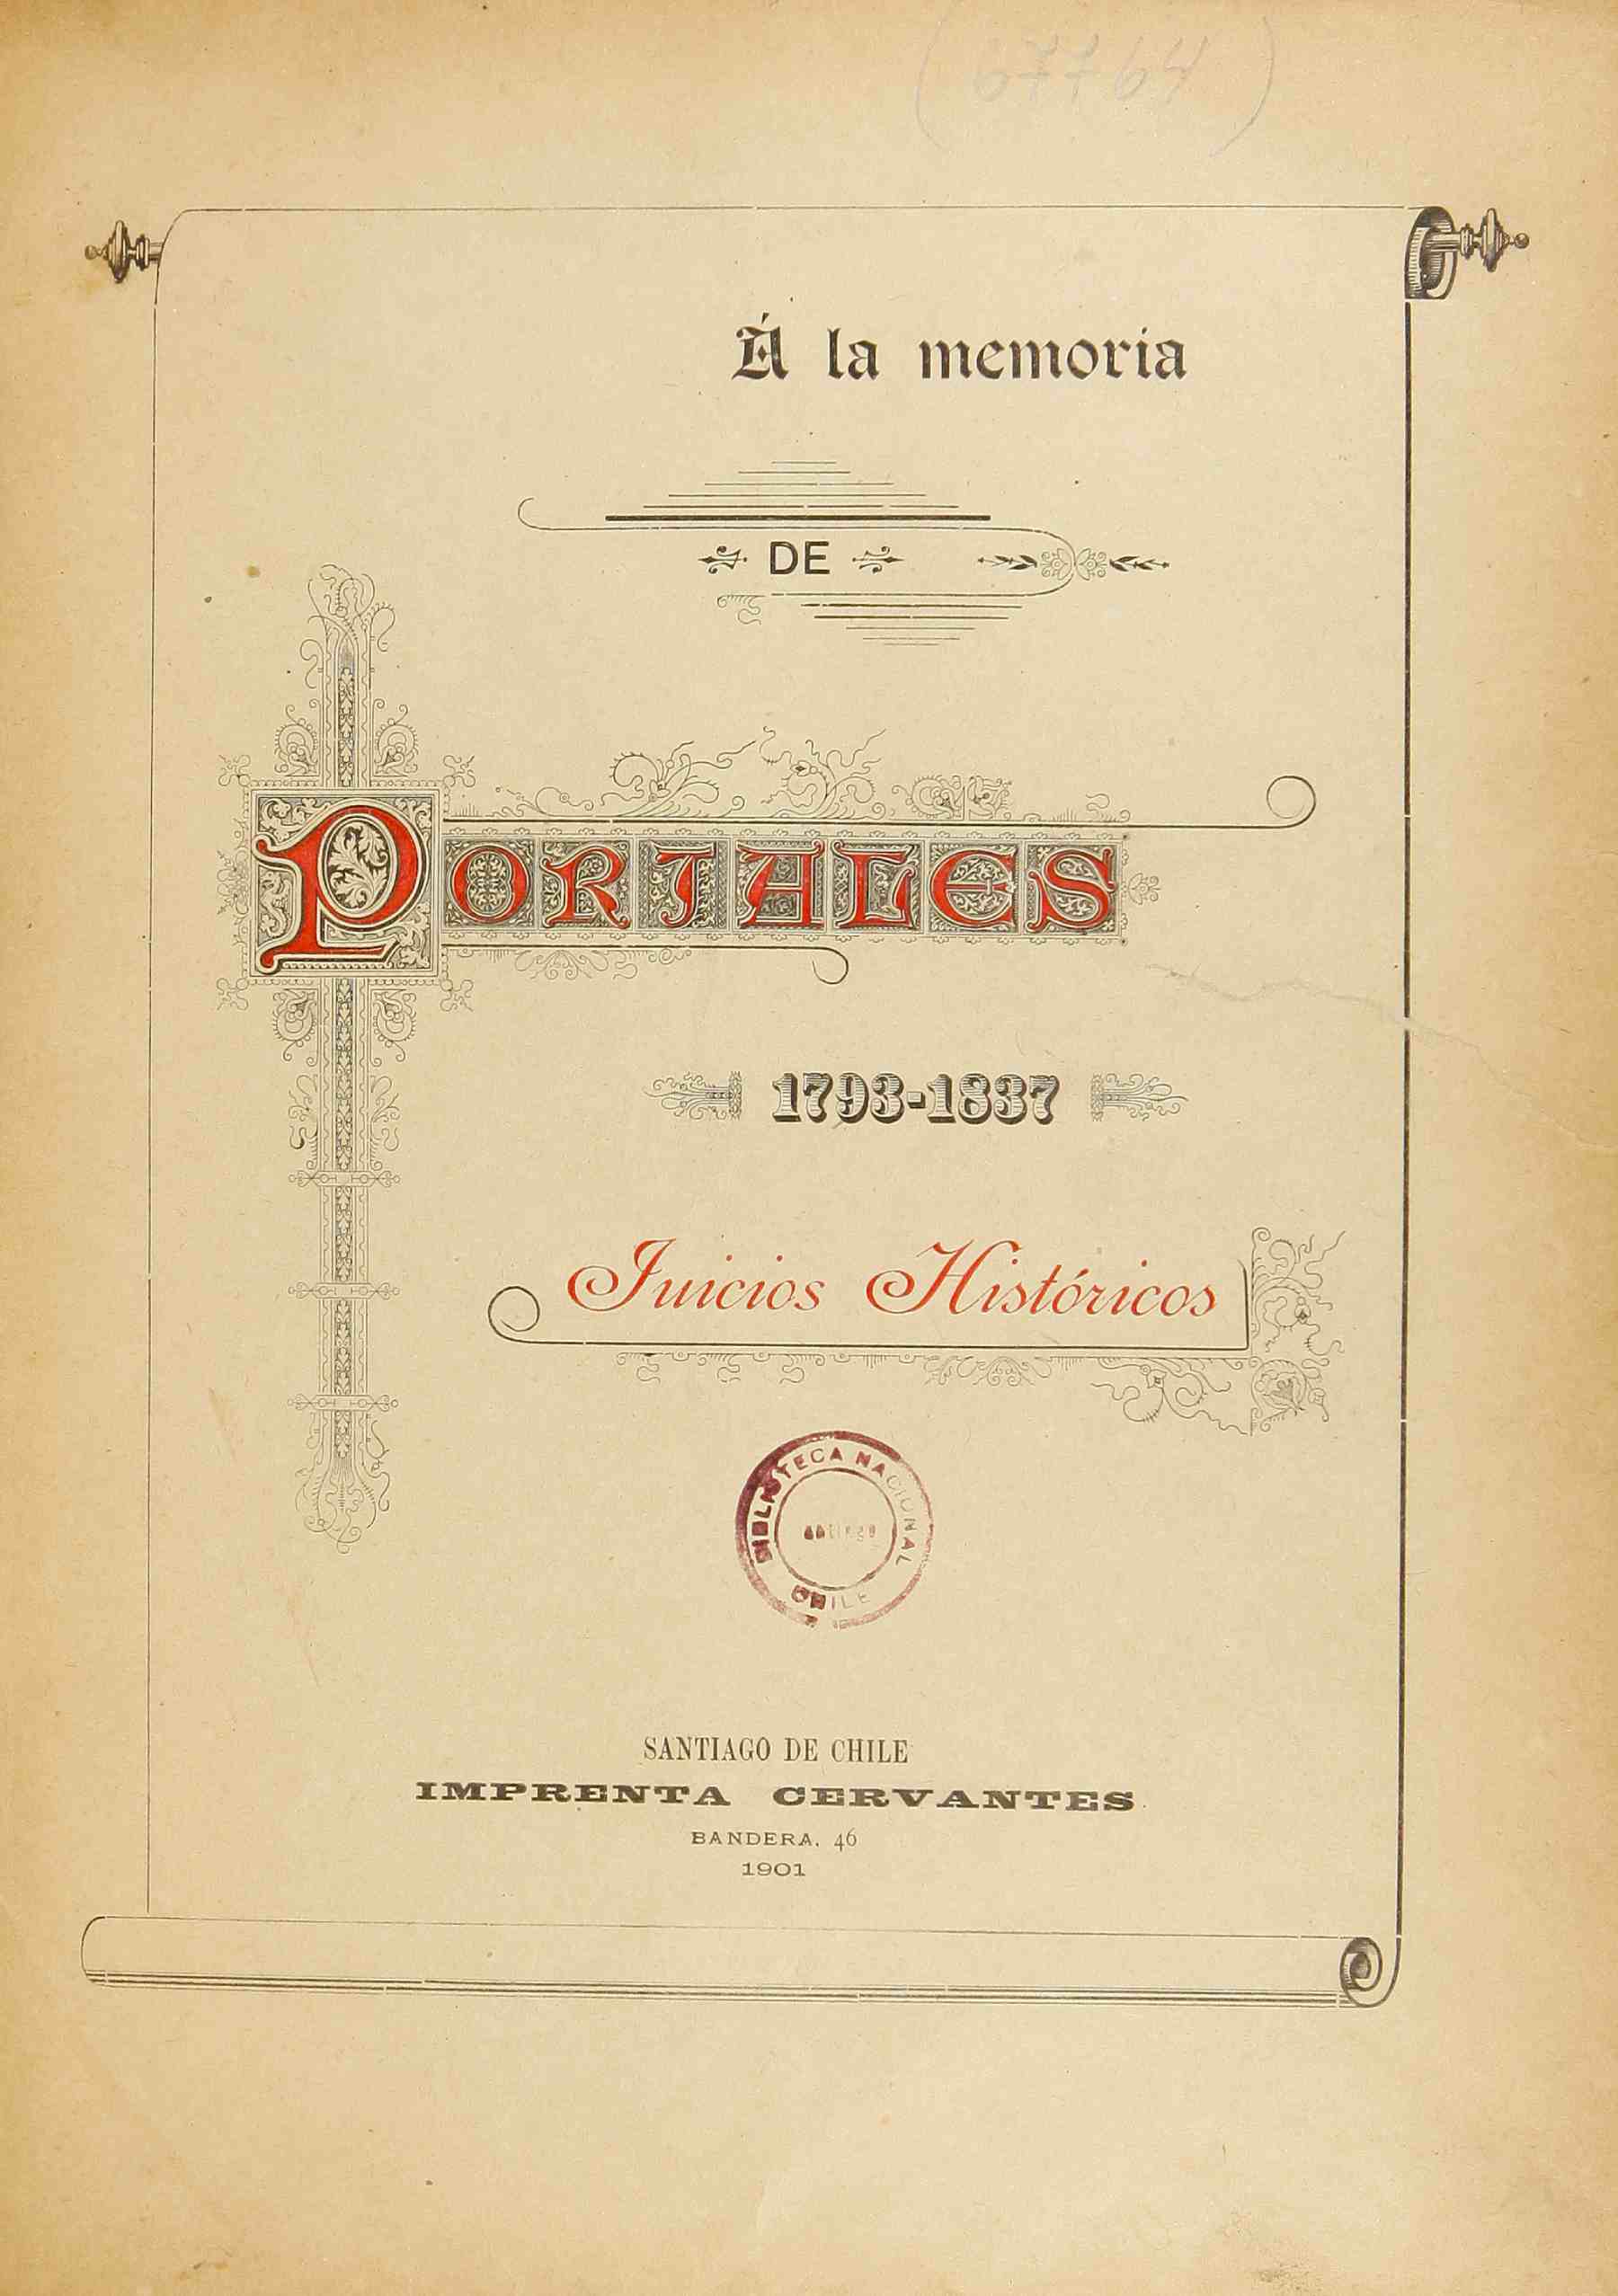 (67764)
Á la memoria
DE
PORTALES
1793-1837
Juicios Históricos
BIBLIOTECA NACIONAL
CHILE
SANTIAGO DE CHILE
IMPRENTA CERVANTES
BANDERA, 46
1901